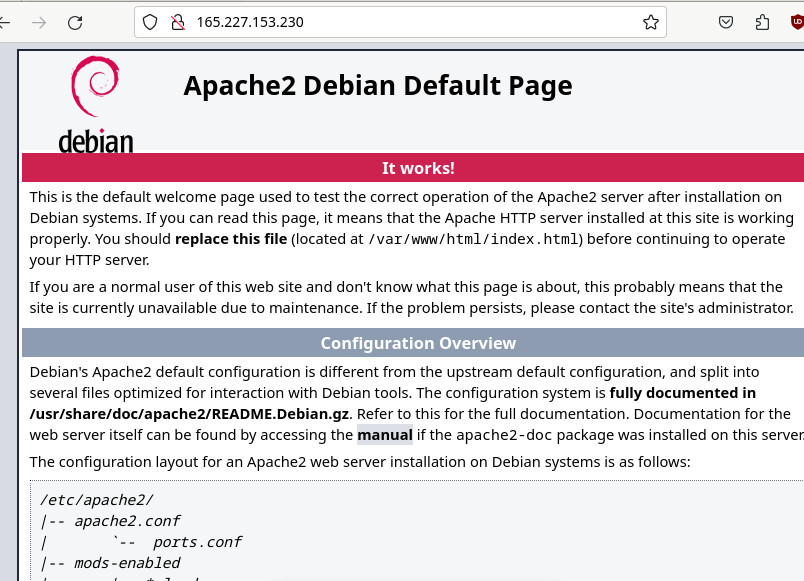 165.227.153.230
Apache2 Debian Default Page
debian
It works!
This is the default welcome page used to test the correct operation of the Apache2 server after installation on
Debian systems. If you can read this page, it means that the Apache HTTP server installed at this site is working
properly. You should replace this file (located at /var/www/html/index.html) before continuing to operate
your HTTP server.
If you are a normal user of this web site and don't know what this page is about, this probably means that the
site is currently unavailable due to maintenance. If the problem persists, please contact the site's administrator.
Configuration Overview
Debian's Apache2 default configuration is different from the upstream default configuration, and split into
several files optimized for interaction with Debian tools. The configuration system is fully documented in
/usr/share/doc/apache2/README.Debian.gz. Refer to this for the full documentation. Documentation for the
web server itself can be found by accessing the manual if the apache2-doc package was installed on this server.
The configuration layout for an Apache2 web server installation on Debian systems is as follows:
/etc/apache2/
|-- apache2.conf
|       `--  ports.conf
|-- mods-enabled